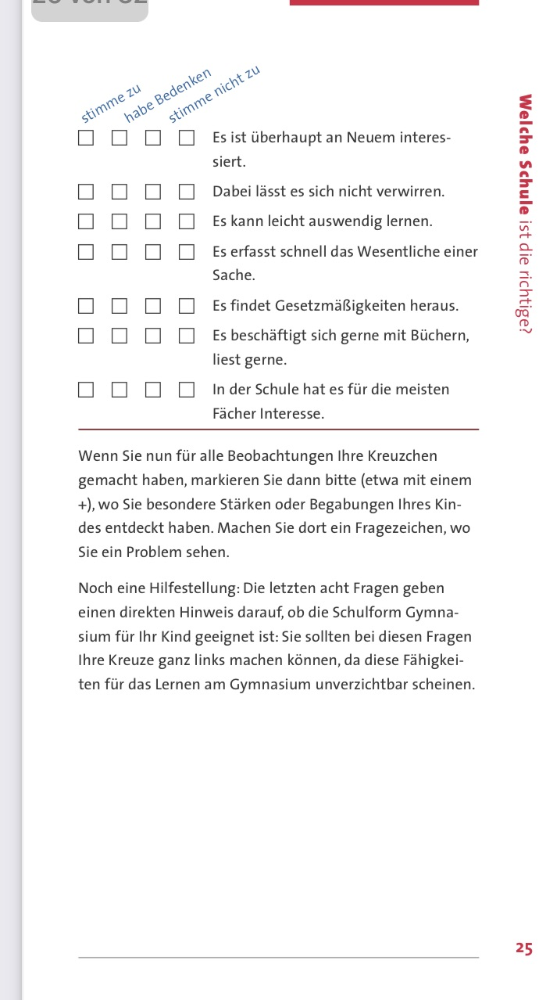 stimme zu
habe Bedenken
stimme nicht zu
Es ist überhaupt an Neuem interes-
siert.
Dabei lässt es sich nicht verwirren.
Es kann leicht auswendig lernen.
Es erfasst schnell das Wesentliche einer
Sache.
Es findet Gesetzmäßigkeiten heraus.
Es beschäftigt sich gerne mit Büchern,
liest gerne.
In der Schule hat es für die meisten
Fächer Interesse.
Wenn Sie nun für alle Beobachtungen Ihre Kreuzchen
gemacht haben, markieren Sie dann bitte (etwa mit einem
+), wo Sie besondere Stärken oder Begabungen Ihres Kin-
des entdeckt haben. Machen Sie dort ein Fragezeichen, wo
Sie ein Problem sehen.
Noch eine Hilfestellung: Die letzten acht Fragen geben
einen direkten Hinweis darauf, ob die Schulform Gymna-
sium für Ihr Kind geeignet ist: Sie sollten bei diesen Fragen
Ihre Kreuze ganz links machen können, da diese Fähigkei-
ten für das Lernen am Gymnasium unverzichtbar scheinen.
Welche Schule ist die richtige?
25